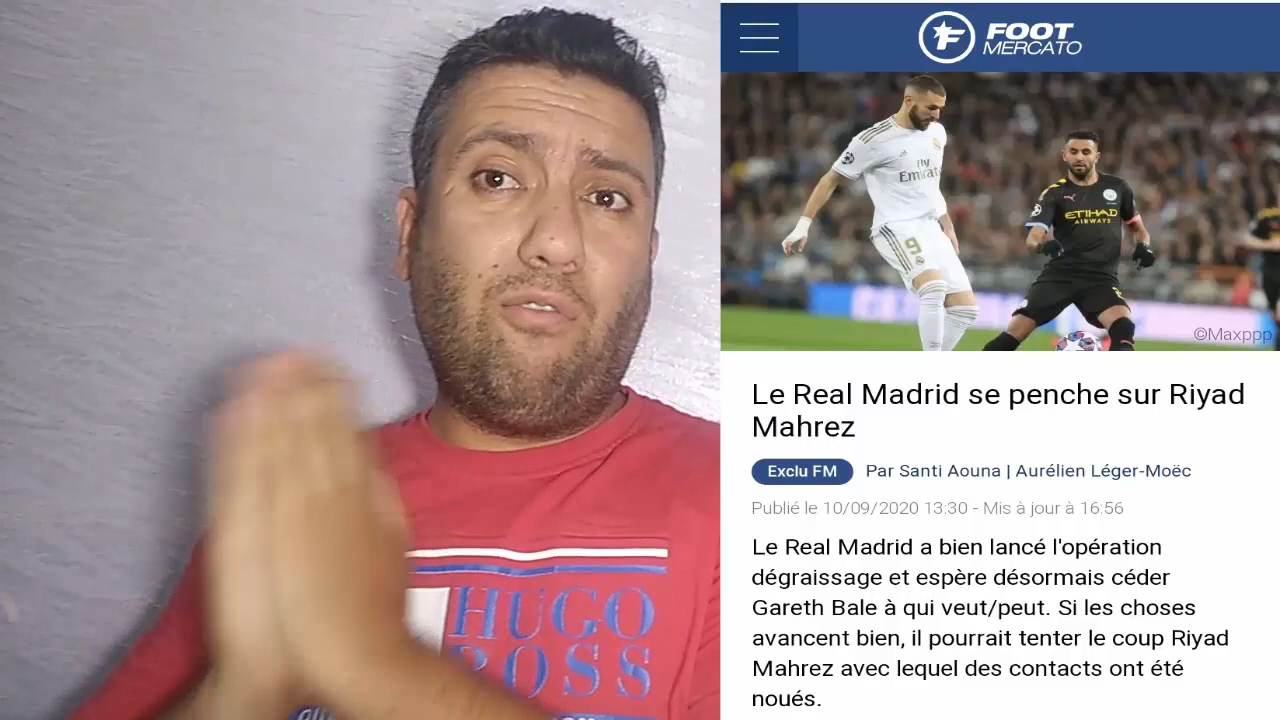 HUGO
BOSS
FOOT
MERCATO
Fly
Emirates
9
ETIHAD
AIRWAYS
©Maxppp
Le Real Madrid se penche sur Riyad
Mahrez
Exclu FM
Par Santi Aouna | Aurélien Léger-Moëc
Publié le 10/09/2020 13:30 - Mis à jour à 16:56
Le Real Madrid a bien lancé l'opération
dégraissage et espère désormais céder
Gareth Bale à qui veut/peut. Si les choses
avancent bien, il pourrait tenter le coup Riyad
Mahrez avec lequel des contacts ont été
noués.